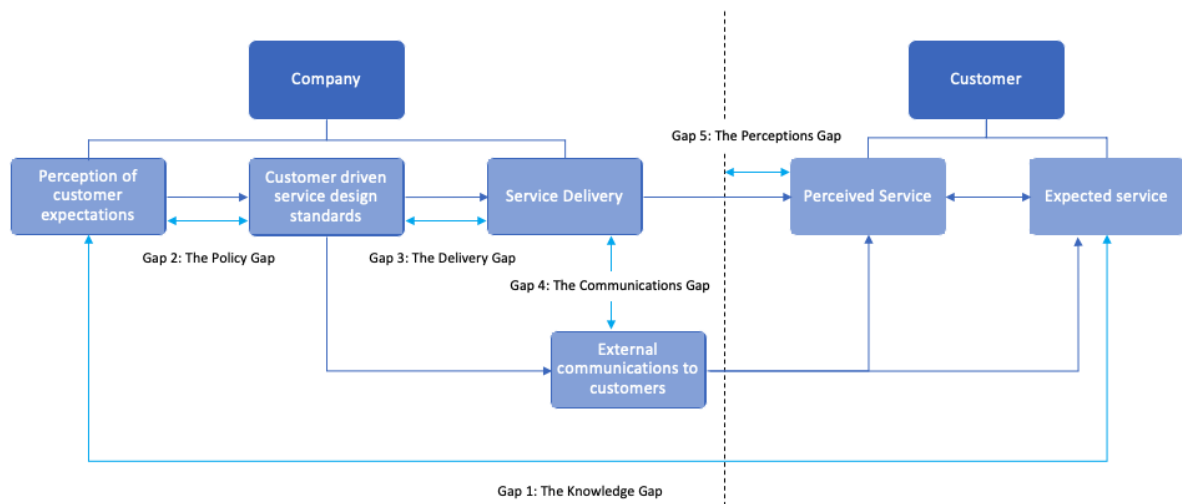 Company
Customer
Gap 5: The Perceptions Gap
Perception of
customer
expectations
Customer driven
service design
standards
Service Delivery
Perceived Service
Expected service
Gap 2: The Policy Gap
Gap 3: The Delivery Gap
Gap 4: The Communications Gap
External
communications to
customers
Gap 1: The Knowledge Gap